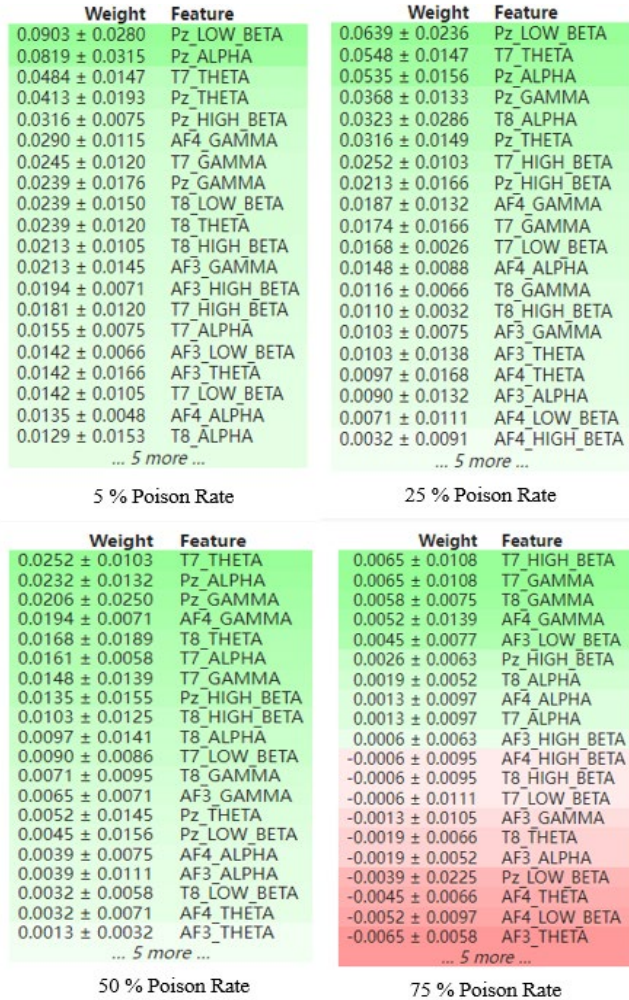 Weight Feature
0.0903 ± 0.0280 Pz_LOW_BETA
0.0819 ± 0.0315 Pz_ALPHA
0.0484 ± 0.0147 T7_THETA
0.0413 ± 0.0193 Pz_THETA
0.0316 ± 0.0075 Pz_HIGH_BETA
0.0290 ± 0.0115 AF4_GAMMA
0.0245 ± 0.0120 T7_GAMMA
0.0239 ± 0.0176 Pz_GAMMA
0.0239 ± 0.0150 T8_LOW_BETA
0.0239 ± 0.0120 T8_THETA
0.0213 ± 0.0105 T8_HIGH_BETA
0.0213 ± 0.0145 AF3_GAMMA
0.0194 ± 0.0071 AF3_HIGH_BETA
0.0181 ± 0.0120 T7_HIGH_BETA
0.0155 ± 0.0075 T7_ALPHA
0.0142 ± 0.0066 AF3_LOW_BETA
0.0142 ± 0.0166 AF3_THETA
0.0142 ± 0.0105 T7_LOW_BETA
0.0135 ± 0.0048 AF4_ALPHA
0.0129 ± 0.0153 T8_ALPHA
... 5 more ...
5 % Poison Rate
Weight Feature
0.0639 ± 0.0236 Pz_LOW_BETA
0.0548 ± 0.0147 T7_THETA
0.0535 ± 0.0156 Pz_ALPHA
0.0368 ± 0.0133 Pz_GAMMA
0.0323 ± 0.0286 T8_ALPHA
0.0316 ± 0.0149 Pz_THETA
0.0252 ± 0.0103 T7_HIGH_BETA
0.0213 ± 0.0166 Pz_HIGH_BETA
0.0187 ± 0.0132 AF4_GAMMA
0.0174 ± 0.0166 T7_GAMMA
0.0168 ± 0.0026 T7_LOW_BETA
0.0148 ± 0.0088 AF4_ALPHA
0.0116 ± 0.0066 T8_GAMMA
0.0110 ± 0.0032 T8_HIGH_BETA
0.0103 ± 0.0075 AF3_GAMMA
0.0103 ± 0.0138 AF3_THETA
0.0097 ± 0.0168 AF4_THETA
0.0090 ± 0.0132 AF3_ALPHA
0.0071 ± 0.0111 AF4_LOW_BETA
0.0032 ± 0.0091 AF4_HIGH_BETA
... 5 more ...
25 % Poison Rate
Weight Feature
0.0252 ± 0.0103 T7_THETA
0.0232 ± 0.0132 Pz_ALPHA
0.0206 ± 0.0250 Pz_GAMMA
0.0194 ± 0.0071 AF4_GAMMA
0.0168 ± 0.0189 T8_THETA
0.0161 ± 0.0058 T7_ALPHA
0.0148 ± 0.0139 T7_GAMMA
0.0135 ± 0.0155 Pz_HIGH_BETA
0.0103 ± 0.0125 T8_HIGH_BETA
0.0097 ± 0.0141 T8_ALPHA
0.0090 ± 0.0086 T7_LOW_BETA
0.0071 ± 0.0095 T8_GAMMA
0.0065 ± 0.0071 AF3_GAMMA
0.0052 ± 0.0145 Pz_THETA
0.0045 ± 0.0156 Pz_LOW_BETA
0.0039 ± 0.0075 AF4_ALPHA
0.0039 ± 0.0111 AF3_ALPHA
0.0032 ± 0.0058 T8_LOW_BETA
0.0032 ± 0.0071 AF4_THETA
0.0013 ± 0.0032 AF3_THETA
... 5 more ...
50 % Poison Rate
Weight Feature
0.0065 ± 0.0108 T7_HIGH_BETA
0.0065 ± 0.0108 T7_GAMMA
0.0058 ± 0.0075 T8_GAMMA
0.0052 ± 0.0139 AF4_GAMMA
0.0045 ± 0.0077 AF3_LOW_BETA
0.0026 ± 0.0063 Pz_HIGH_BETA
0.0019 ± 0.0052 T8_ALPHA
0.0013 ± 0.0097 AF4_ALPHA
0.0013 ± 0.0097 T7_ALPHA
0.0006 ± 0.0063 AF3_HIGH_BETA
-0.0006 ± 0.0095 AF4_HIGH_BETA
-0.0006 ± 0.0095 T8_HIGH_BETA
-0.0006 ± 0.0111 T7_LOW_BETA
-0.0013 ± 0.0105 AF3_GAMMA
-0.0019 ± 0.0066 T8_THETA
-0.0019 ± 0.0052 AF3_ALPHA
-0.0039 ± 0.0225 Pz_LOW_BETA
-0.0045 ± 0.0066 AF4_THETA
-0.0052 ± 0.0097 AF4_LOW_BETA
-0.0065 ± 0.0058 AF3_THETA
... 5 more ...
75 % Poison Rate